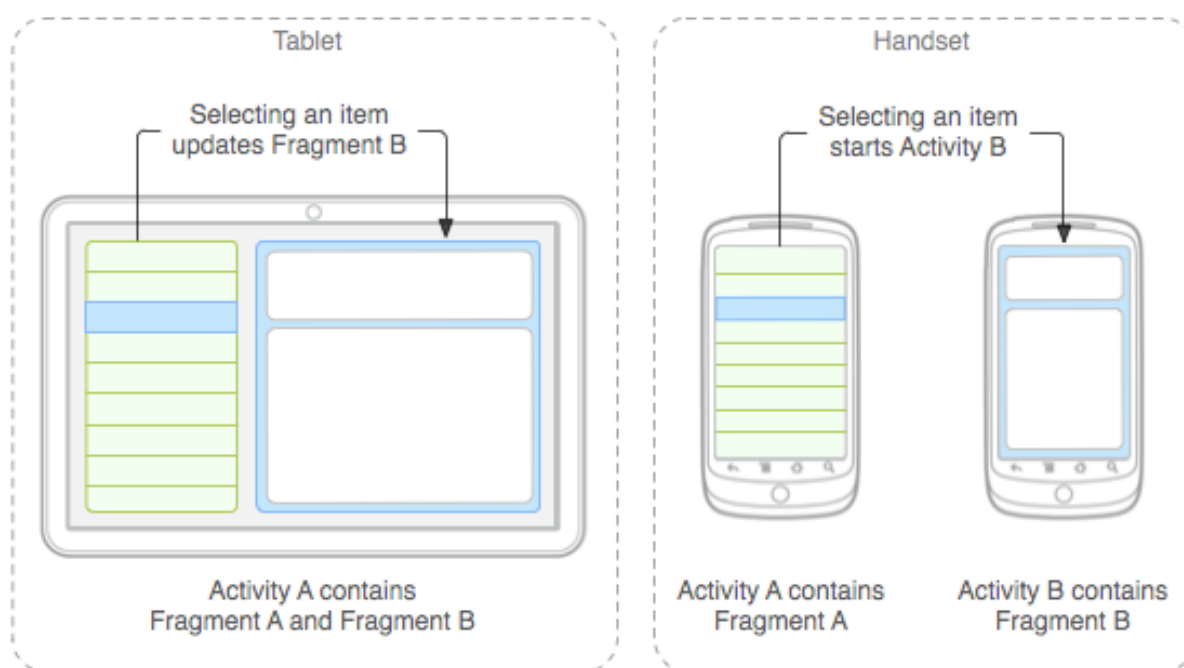 Tablet
Selecting an item
updates Fragment B
Activity A contains
Fragment A and Fragment B
Handset
Selecting an item
starts Activity B
Activity A contains
Fragment A
Activity B contains
Fragment B